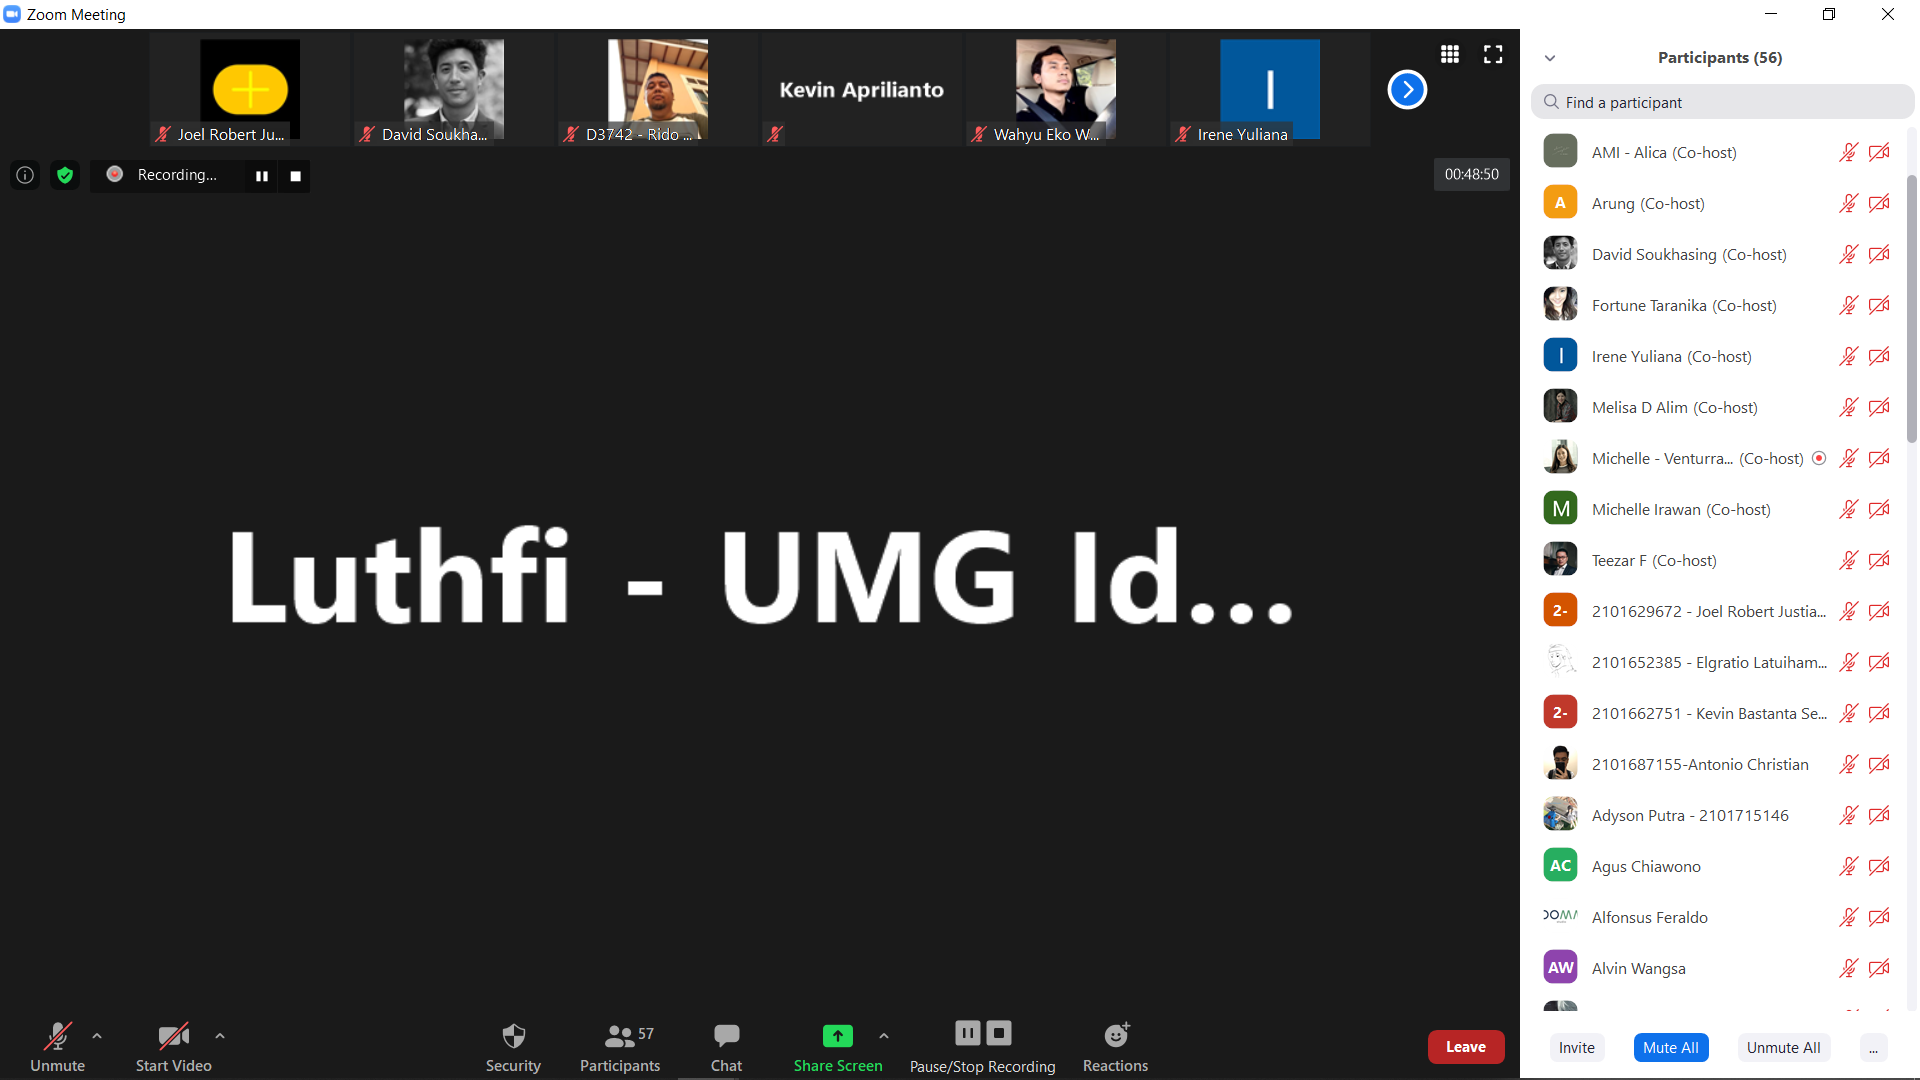 Zoom Meeting
Joel Robert Ju...
David Soukha...
D3742 - Rido ...
Kevin Aprilianto
Wahyu Eko W...
I
Irene Yuliana
Recording...
00:48:50
Luthfi - UMG Id...
Unmute
Start Video
Security
57
Participants
Chat
Share Screen
Pause/Stop Recording
Reactions
Leave
Participants (56)
Find a participant
AMI - Alica (Co-host)
A Arung (Co-host)
David Soukhasing (Co-host)
Fortune Taranika (Co-host)
I Irene Yuliana (Co-host)
Melisa D Alim (Co-host)
Michelle - Venturra... (Co-host)
M Michelle Irawan (Co-host)
Teezar F (Co-host)
2- 2101629672 - Joel Robert Justia...
2101652385 - Elgratio Latuiham...
2- 2101662751 - Kevin Bastanta Se...
2101687155-Antonio Christian
Adyson Putra - 2101715146
AC Agus Chiawono
Alfonsus Feraldo
AW Alvin Wangsa
Invite
Mute All
Unmute All
...